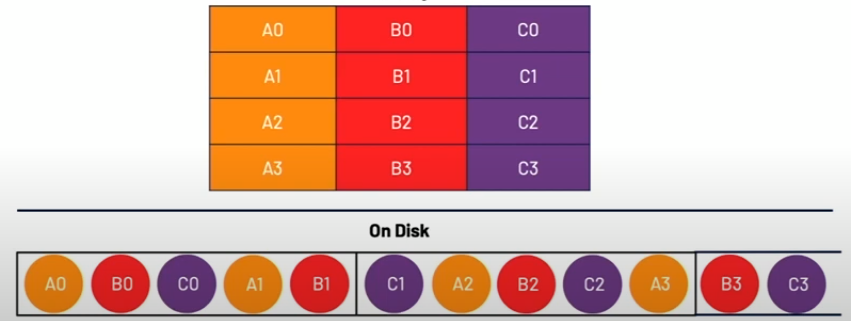 A0 B0 C0
A1 B1 C1
A2 B2 C2
A3 B3 C3
On Disk
A0 B0 C0 A1 B1 C1 A2 B2 C2 A3 B3 C3